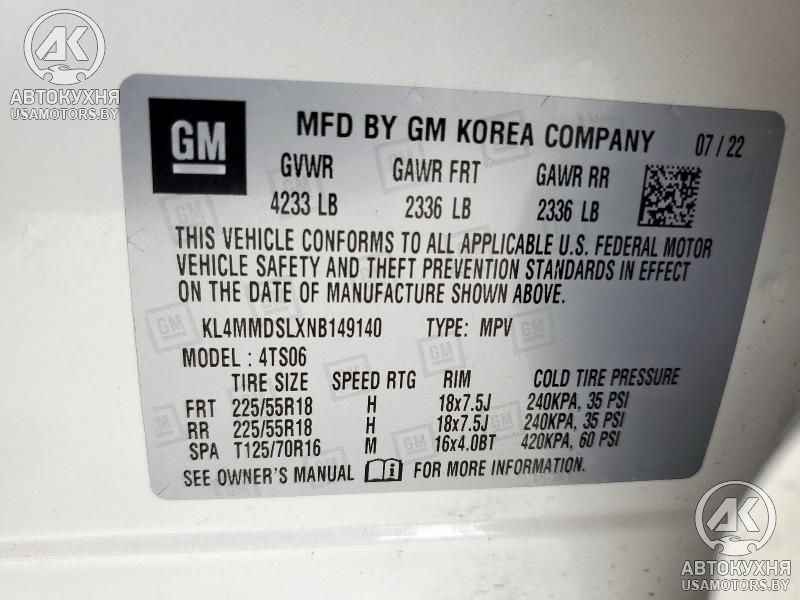 AK
АВТОКУХНЯ
USAMOTORS.BY
GM
MFD BY GM KOREA COMPANY 07/22
GVWR GAWR FRT GAWR RR
4233 LB 2336 LB 2336 LB
THIS VEHICLE CONFORMS TO ALL APPLICABLE U.S. FEDERAL MOTOR
VEHICLE SAFETY AND THEFT PREVENTION STANDARDS IN EFFECT
ON THE DATE OF MANUFACTURE SHOWN ABOVE.
KL4MMDSLXNB149140 TYPE: MPV
MODEL : 4TS06
TIRE SIZE SPEED RTG RIM COLD TIRE PRESSURE
FRT 225/55R18 H 18x7.5J 240KPA, 35 PSI
RR 225/55R18 H 18x7.5J 240KPA, 35 PSI
SPA T125/70R16 M 16x4.0BT 420KPA, 60 PSI
SEE OWNER'S MANUAL FOR MORE INFORMATION.
AK
АВТОКУХНЯ
USAMOTORS.BY